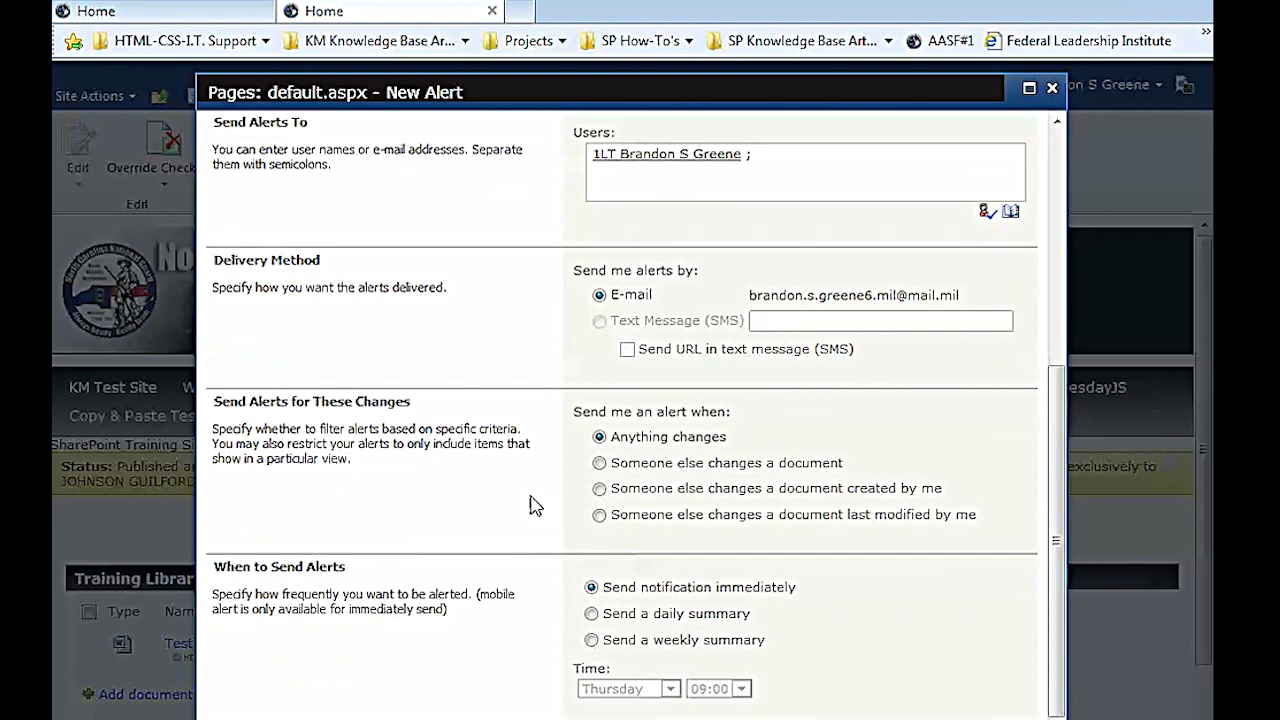 Home
Home
HTML-CSS-I.T. Support
KM Knowledge Base Ar...
Projects
SP How-To's
SP Knowledge Base Art...
AASF#1
Federal Leadership Institute
Site Actions
Pages: default.aspx - New Alert
on S Greene
Edit
Override Check
Edit
Send Alerts To
You can enter user names or e-mail addresses. Separate
them with semicolons.
Users:
1LT Brandon S Greene ;
No
Delivery Method
Specify how you want the alerts delivered.
Send me alerts by:
E-mail
brandon.s.greene6.mil@mail.mil
Text Message (SMS)
Send URL in text message (SMS)
KM Test Site
W
esdayJS
Copy & Paste Tes
SharePoint Training Si
Status: Published a
exclusively to
JOHNSON GUILFORD
Send Alerts for These Changes
Specify whether to filter alerts based on specific criteria.
You may also restrict your alerts to only include items that
show in a particular view.
Send me an alert when:
Anything changes
Someone else changes a document
Someone else changes a document created by me
Someone else changes a document last modified by me
When to Send Alerts
Specify how frequently you want to be alerted. (mobile
alert is only available for immediately send)
Send notification immediately
Send a daily summary
Send a weekly summary
Time:
Thursday
09:00
Training Librar
Type
Nam
Test
Add document